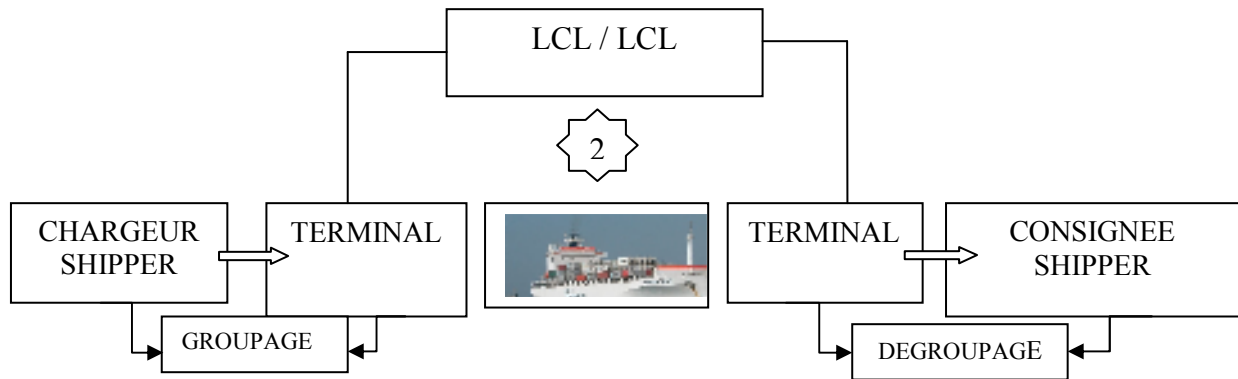 LCL / LCL
2
CHARGEUR
SHIPPER
TERMINAL
TERMINAL
CONSIGNEE
SHIPPER
GROUPAGE
DEGROUPAGE